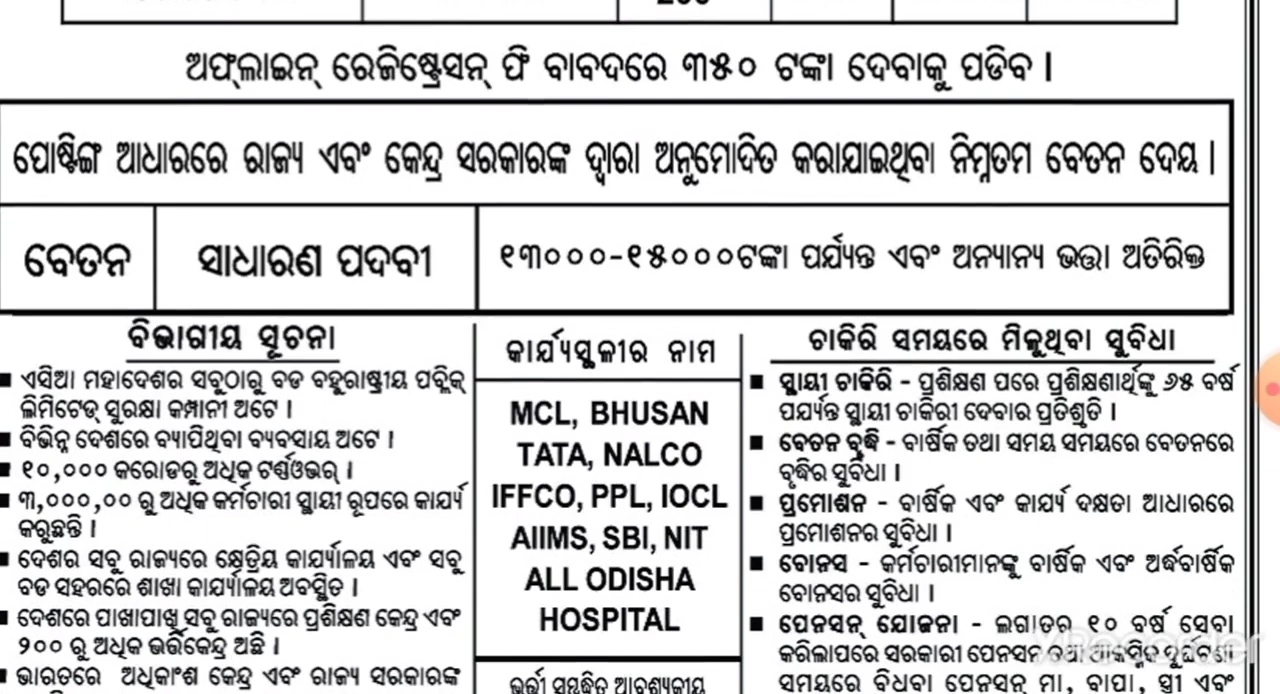 ଅଫ୍‌ଲାଇନ୍ ରେଜିଷ୍ଟ୍ରେସନ୍ ଫି ବାବଦରେ ୩୫୦ ଟଙ୍କା ଦେବାକୁ ପଡିବ ।
ପୋଷ୍ଟିଙ୍ଗ ଆଧାରରେ ରାଜ୍ୟ ଏବଂ କେନ୍ଦ୍ର ସରକାରଙ୍କ ଦ୍ୱାରା ଅନୁମୋଦିତ କରାଯାଇଥିବା ନିମ୍ନତମ ବେତନ ଦେୟ ।
ବେତନ ସାଧାରଣ ପଦବୀ ୧୩୦୦୦-୧୫୦୦୦ଟଙ୍କା ପର୍ଯ୍ୟନ୍ତ ଏବଂ ଅନ୍ୟାନ୍ୟ ଭତ୍ତା ଅତିରିକ୍ତ
ବିଭାଗୀୟ ସୂଚନା
■ ଏସିଆ ମହାଦେଶର ସବୁଠାରୁ ବଡ ବହୁରାଷ୍ଟ୍ରୀୟ ପବ୍ଲିକ୍
ଲିମିଟେଡ୍ ସୁରକ୍ଷା କମ୍ପାନୀ ଅଟେ ।
■ ବିଭିନ୍ନ ଦେଶରେ ବ୍ୟାପିଥିବା ବ୍ୟବସାୟ ଅଟେ ।
■ ୧୦,୦୦୦ କରୋଡରୁ ଅଧିକ ଟର୍ଣ୍ଣଓଭର୍ ।
■ ୩,୦୦୦,୦୦ ରୁ ଅଧିକ କର୍ମଚାରୀ ସ୍ଥାୟୀ ରୂପରେ କାର୍ଯ୍ୟ
କରୁଛନ୍ତି ।
■ ଦେଶର ସବୁ ରାଜ୍ୟରେ କ୍ଷେତ୍ରିୟ କାର୍ଯ୍ୟାଳୟ ଏବଂ ସବୁ
ବଡ ସହରରେ ଶାଖା କାର୍ଯ୍ୟାଳୟ ଅବସ୍ଥିତ ।
■ ଦେଶରେ ପାଖାପାଖି ସବୁ ରାଜ୍ୟରେ ପ୍ରଶିକ୍ଷଣ କେନ୍ଦ୍ର ଏବଂ
୨୦୦ ରୁ ଅଧିକ ଭର୍ତ୍ତିକେନ୍ଦ୍ର ଅଛି ।
■ ଭାରତରେ ଅଧିକାଂଶ କେନ୍ଦ୍ର ଏବଂ ରାଜ୍ୟ ସରକାରଙ୍କ
କାର୍ଯ୍ୟସ୍ଥଳୀର ନାମ
MCL, BHUSAN
TATA, NALCO
IFFCO, PPL, IOCL
AIIMS, SBI, NIT
ALL ODISHA
HOSPITAL
ଚାକିରି ସମୟରେ ମିଳୁଥିବା ସୁବିଧା
■ ସ୍ଥାୟୀ ଚାକିରି - ପ୍ରଶିକ୍ଷଣ ପରେ ପ୍ରଶିକ୍ଷଣାର୍ଥିଙ୍କୁ ୬୫ ବର୍ଷ
ପର୍ଯ୍ୟନ୍ତ ସ୍ଥାୟୀ ଚାକିରୀ ଦେବାର ପ୍ରତିଶୃତି ।
■ ବେତନ ବୃଦ୍ଧି - ବାର୍ଷିକ ତଥା ସମୟ ସମୟରେ ବେତନରେ
ବୃଦ୍ଧିର ସୁବିଧା ।
■ ପ୍ରମୋଶନ - ବାର୍ଷିକ ଏବଂ କାର୍ଯ୍ୟ ଦକ୍ଷତା ଆଧାରରେ
ପ୍ରମୋଶନର ସୁବିଧା ।
■ ବୋନସ - କର୍ମଚାରୀମାନଙ୍କୁ ବାର୍ଷିକ ଏବଂ ଅର୍ଦ୍ଧବାର୍ଷିକ
ବୋନସର ସୁବିଧା ।
■ ପେନସନ୍ ଯୋଜନା - ଲଗାତର ୧୦ ବର୍ଷ ସେବା
କରିଲାପରେ ସରକାରୀ ପେନସନ ତଥା ଆକସ୍ମିକ ଦୁର୍ଘଟଣା
ସମୟରେ ବିଧବା ପେନସନ୍ ମା, ବାପା, ସ୍ତ୍ରୀ ଏବଂ
XRecorder